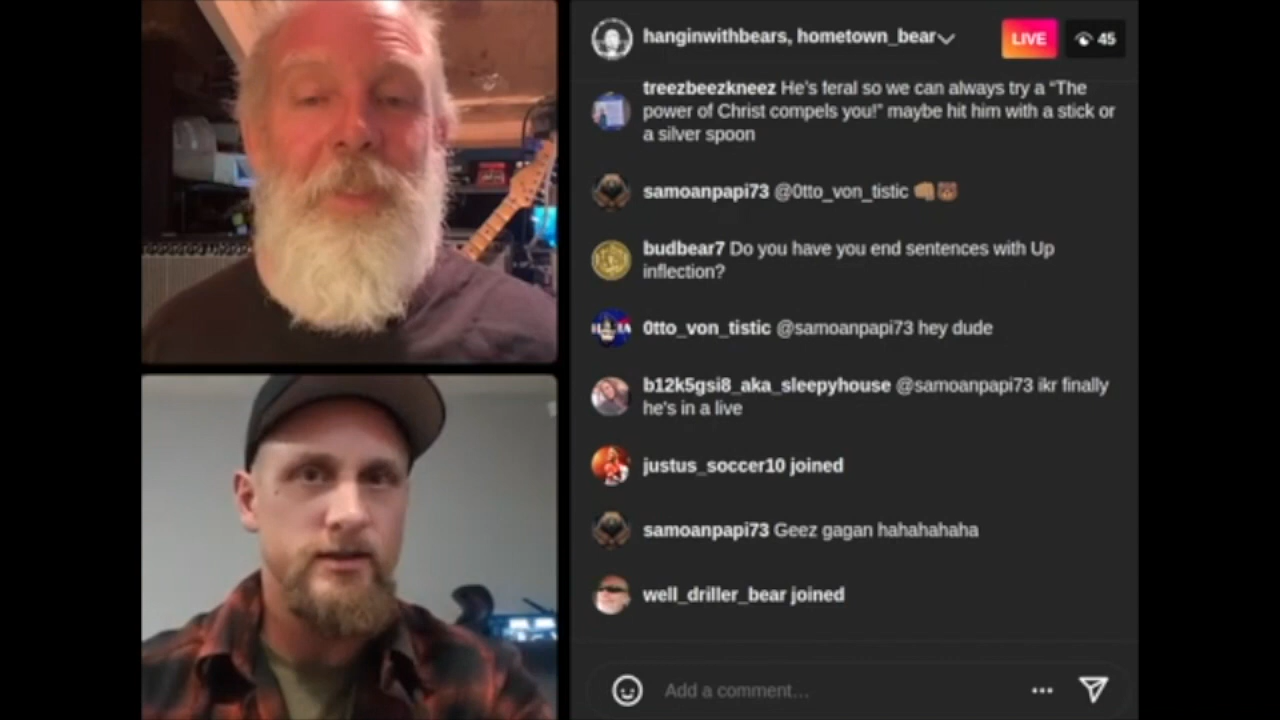 hanginwithbears, hometown_bear
LIVE
45
treezbeezkneez He's feral so we can always try a “The
power of Christ compels you!” maybe hit him with a stick or
a silver spoon
samoanpapi73 @0tto_von_tistic 👊🏽🐻
budbear7 Do you have you end sentences with Up
inflection?
0tto_von_tistic @samoanpapi73 hey dude
b12k5gsi8_aka_sleepyhouse @samoanpapi73 ikr finally
he's in a live
justus_soccer10 joined
samoanpapi73 Geez gagan hahahahaha
well_driller_bear joined
Add a comment…